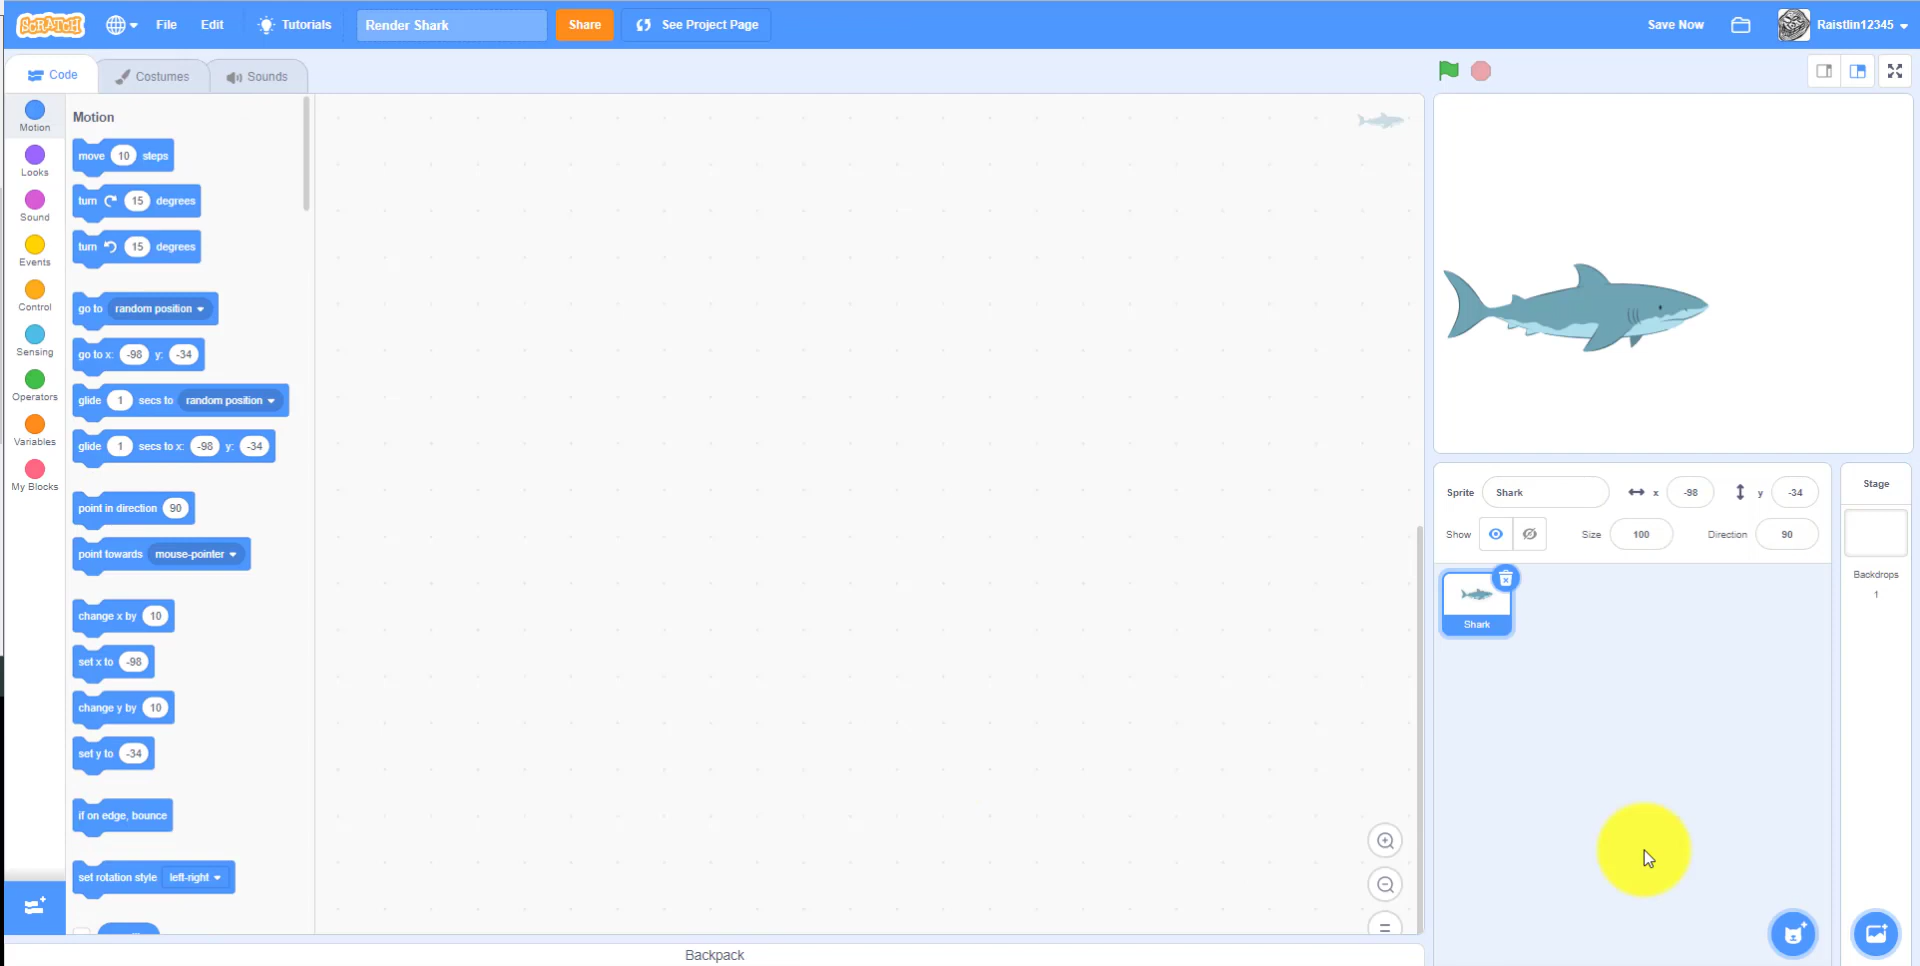 SCRATCH File Edit Tutorials Render Shark Share See Project Page Save Now Raistlin12345
Code Costumes Sounds
Motion
Looks
Sound
Events
Control
Sensing
Operators
Variables
My Blocks
Motion
move 10 steps
turn 15 degrees
turn 15 degrees
go to random position
go to x: -98 y: -34
glide 1 secs to random position
glide 1 secs to x: -98 y: -34
point in direction 90
point towards mouse-pointer
change x by 10
set x to -98
change y by 10
set y to -34
if on edge, bounce
set rotation style left-right
Backpack
Sprite Shark x -98 y -34
Show Size 100 Direction 90
Shark
Stage
Backdrops
1